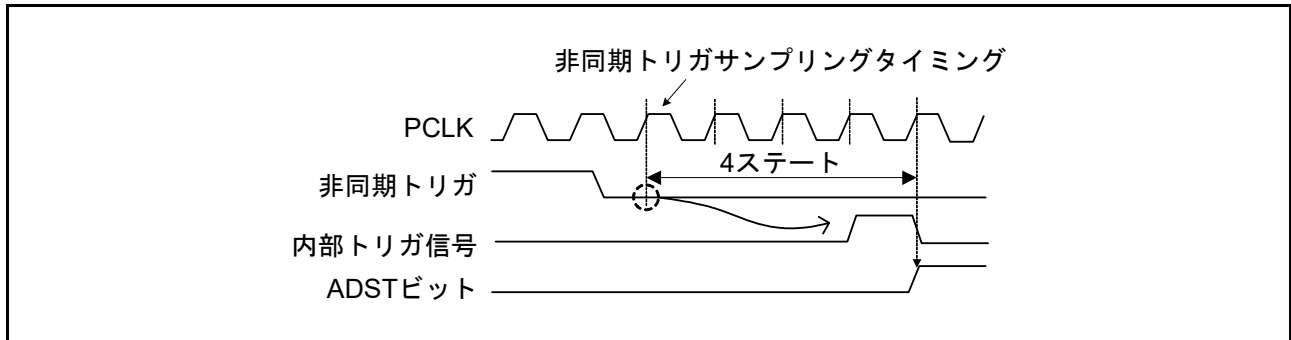 非同期トリガサンプリングタイミング
PCLK
4ステート
非同期トリガ
内部トリガ信号
ADSTビット